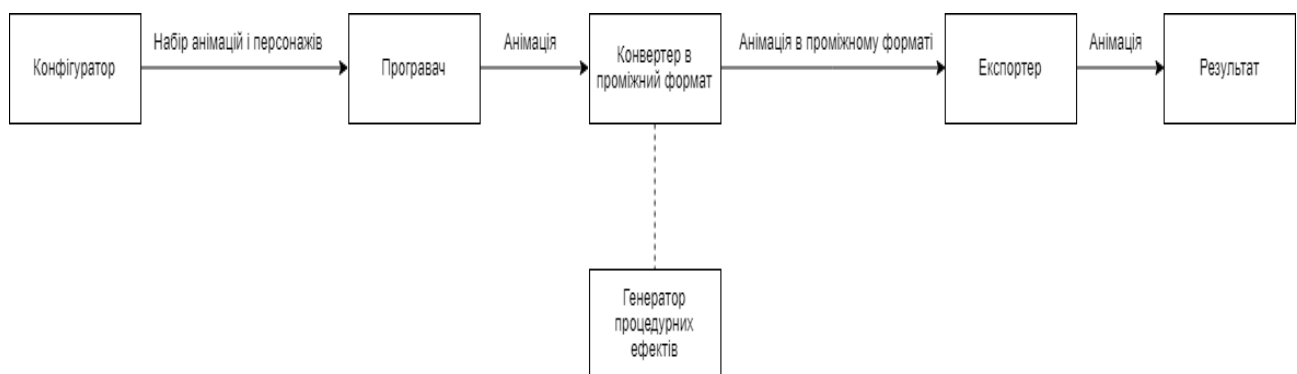 Набір анімацій і персонажів
Анімація
Анімація в проміжному форматі
Анімація
Конфігуратор
Програвач
Конвертер в
проміжний формат
Експортер
Результат
Генератор
процедурних
ефектів